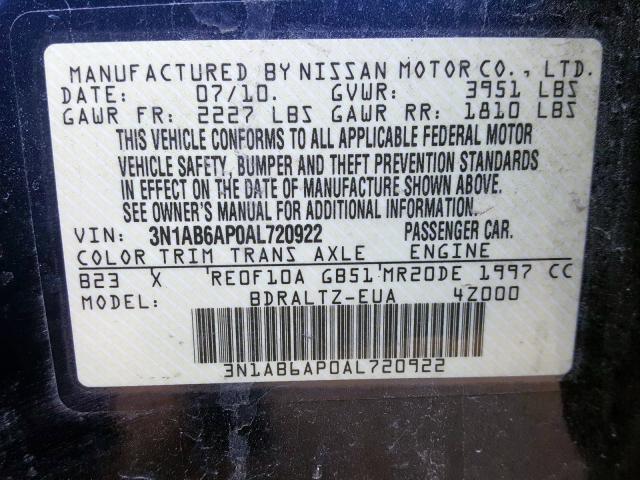 MANUFACTURED BY NISSAN MOTOR CO., LTD.
DATE: 07/10. GVWR: 3951 LBS
GAWR FR: 2227 LBS GAWR RR: 1810 LBS
THIS VEHICLE CONFORMS TO ALL APPLICABLE FEDERAL MOTOR
VEHICLE SAFETY, BUMPER AND THEFT PREVENTION STANDARDS
IN EFFECT ON THE DATE OF MANUFACTURE SHOWN ABOVE.
SEE OWNER'S MANUAL FOR ADDITIONAL INFORMATION.
VIN: 3N1AB6AP0AL720922 PASSENGER CAR.
COLOR TRIM TRANS AXLE ENGINE
B23 X RE0F10A GB51 MR20DE 1997 CC
MODEL: BDRALTZ-EUA 4Z000
3N1AB6AP0AL720922